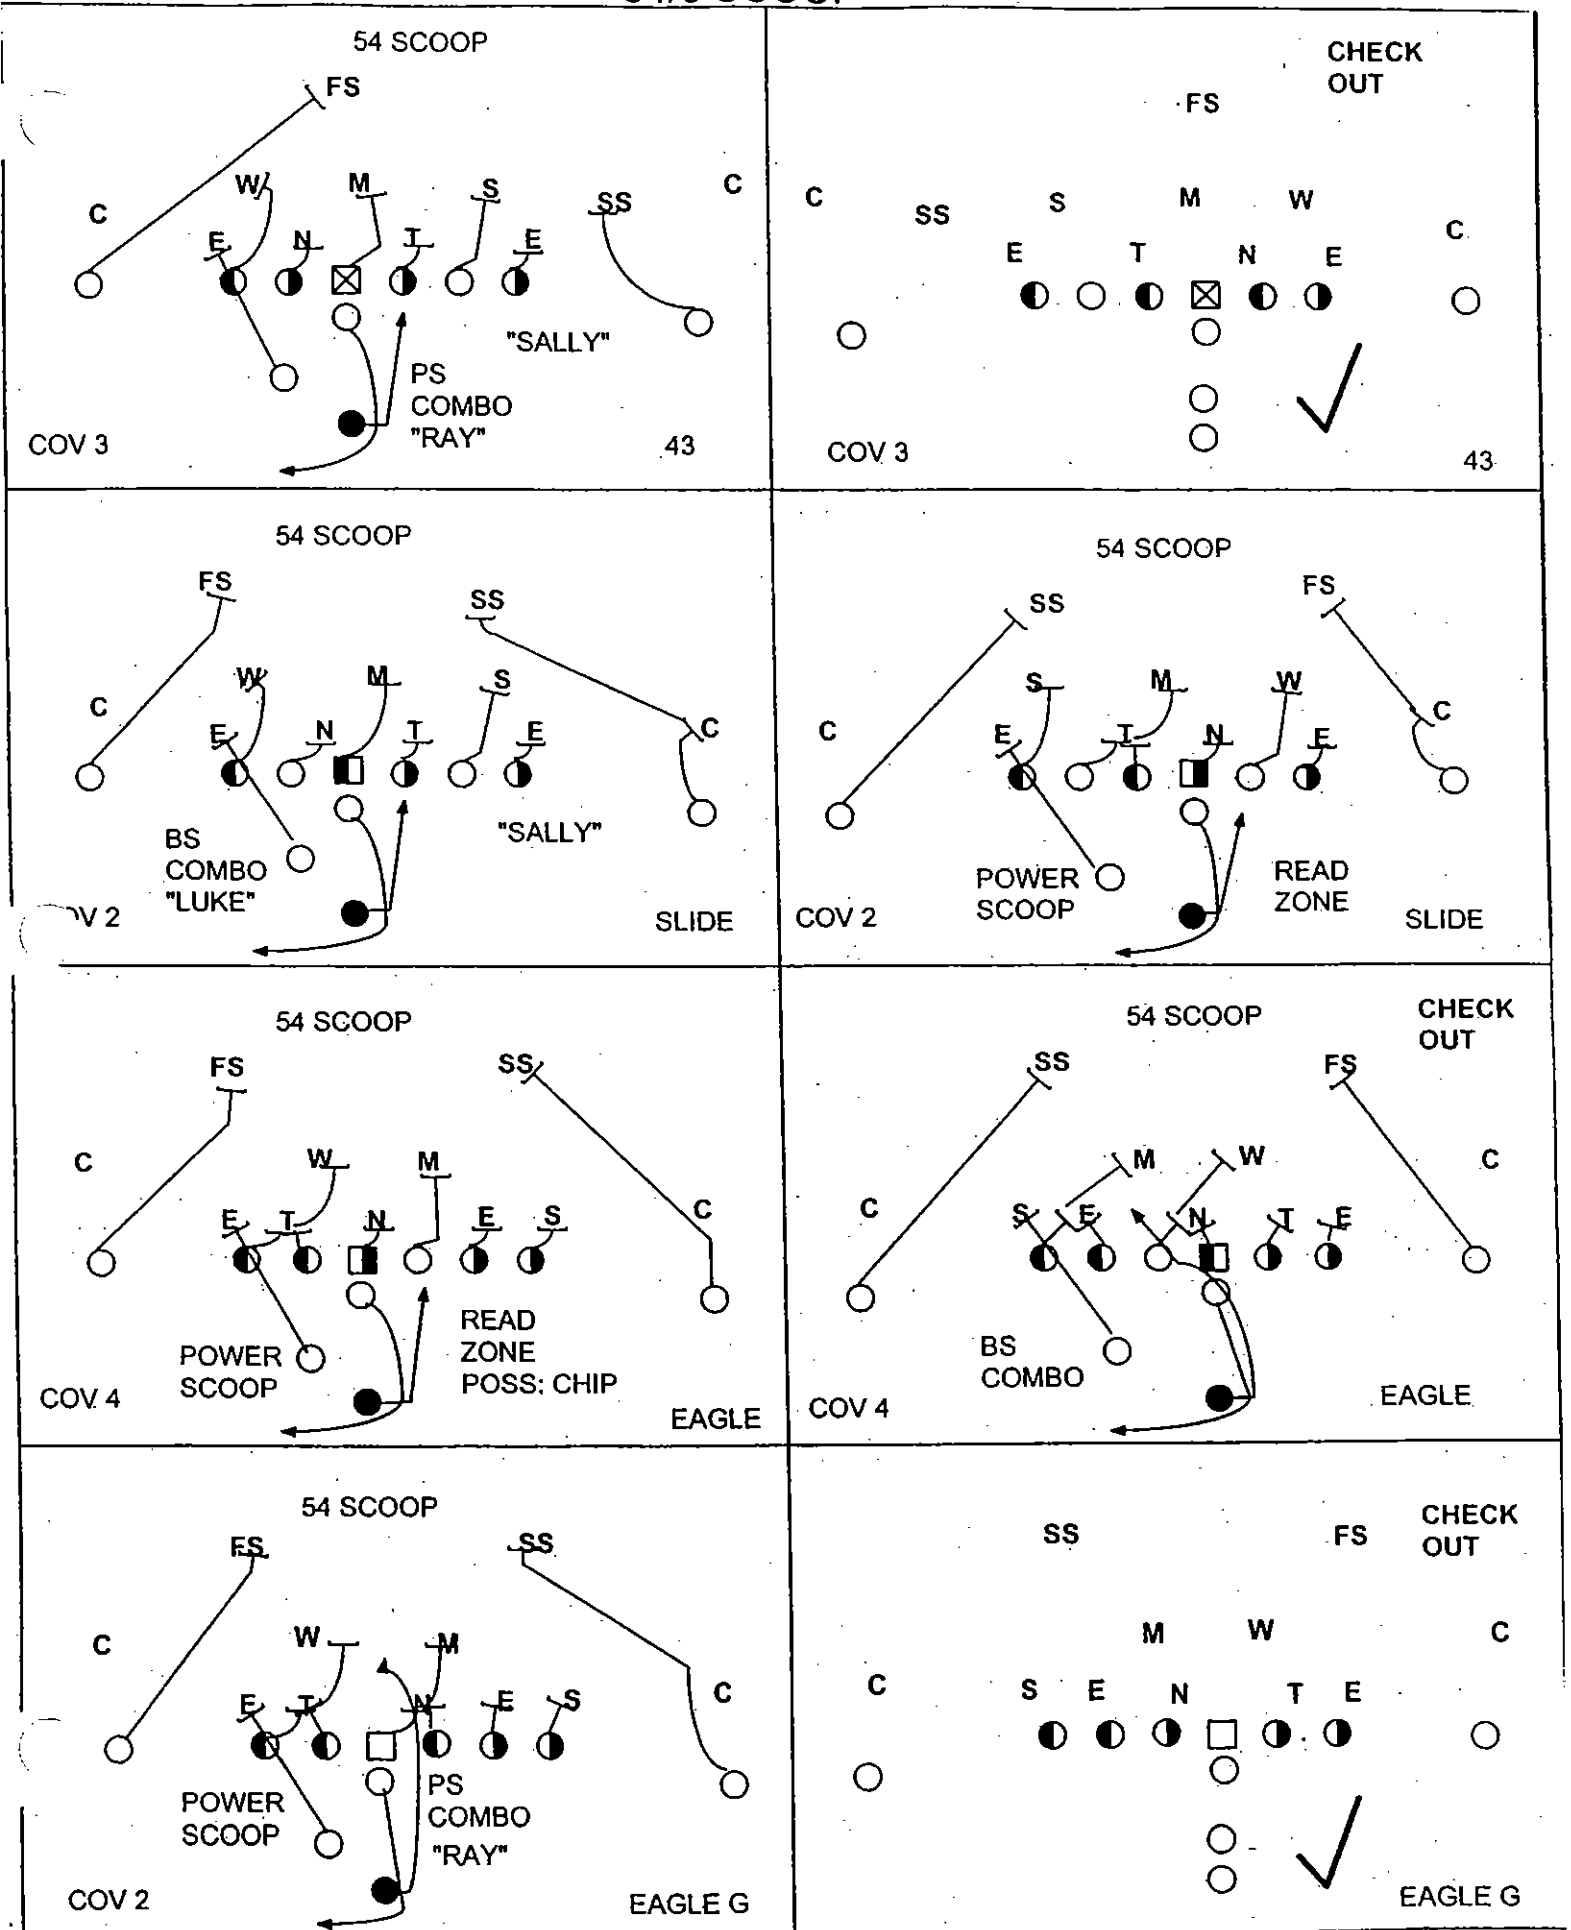 54 SCOOP
FS
W M S SS C
C
E N T E
"SALLY"
PS
COMBO
"RAY"
COV 3 43
CHECK
OUT
FS
C SS S M W
C
E T N E
COV 3 43
54 SCOOP
FS SS
W M S
C E N T E C
"SALLY"
BS
COMBO
"LUKE"
V 2 SLIDE
54 SCOOP
SS FS
S M W
C E T N E C
POWER
SCOOP
READ
ZONE
COV 2 SLIDE
54 SCOOP
FS SS
C W M
E T N E S C
READ
ZONE
POSS: CHIP
POWER
SCOOP
COV 4 EAGLE
54 SCOOP
CHECK
OUT
SS FS
M W C
C S E N T E
BS
COMBO
COV 4 EAGLE
54 SCOOP
FS SS
C W M
E T N E S C
POWER
SCOOP
PS
COMBO
"RAY"
COV 2 EAGLE G
CHECK
OUT
SS FS
M W C
C S E N T E
EAGLE G